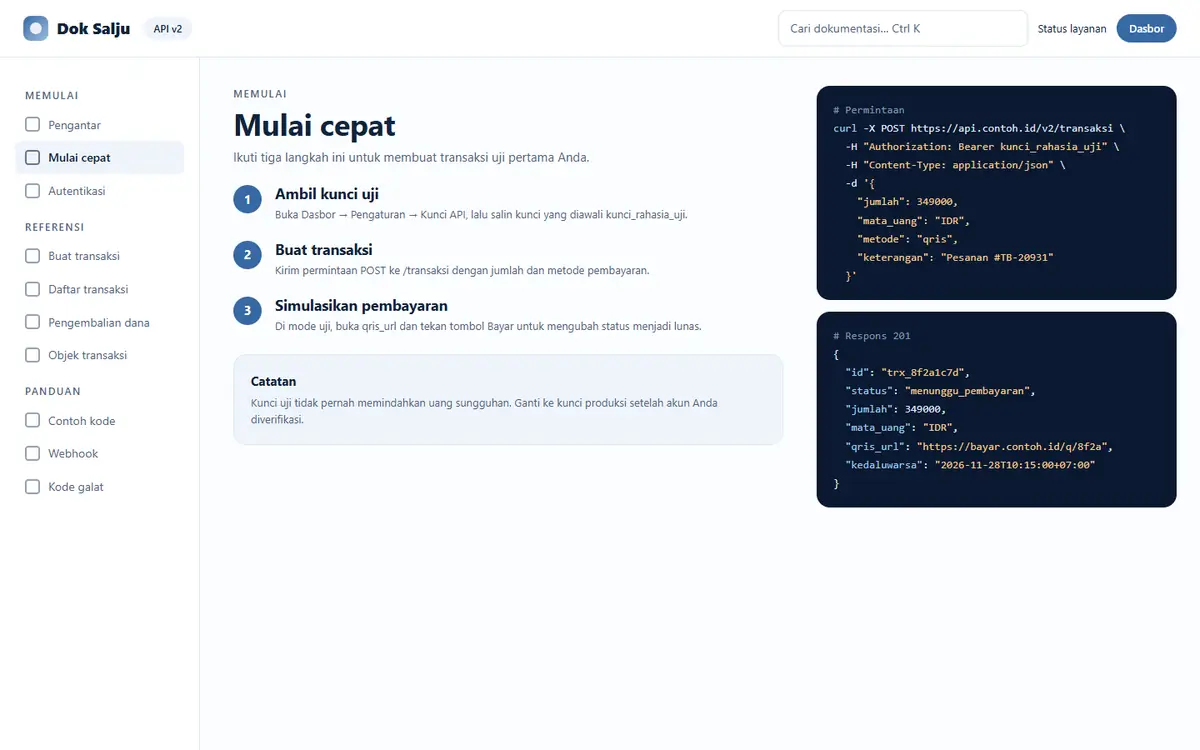 Dok Salju
API v2
Cari dokumentasi... Ctrl K
Status layanan
Dasbor
MEMULAI
Pengantar
Mulai cepat
Autentikasi
REFERENSI
Buat transaksi
Daftar transaksi
Pengembalian dana
Objek transaksi
PANDUAN
Contoh kode
Webhook
Kode galat
MEMULAI
Mulai cepat
Ikuti tiga langkah ini untuk membuat transaksi uji pertama Anda.
1
Ambil kunci uji
Buka Dasbor → Pengaturan → Kunci API, lalu salin kunci yang diawali kunci_rahasia_uji.
2
Buat transaksi
Kirim permintaan POST ke /transaksi dengan jumlah dan metode pembayaran.
3
Simulasikan pembayaran
Di mode uji, buka qris_url dan tekan tombol Bayar untuk mengubah status menjadi lunas.
Catatan
Kunci uji tidak pernah memindahkan uang sungguhan. Ganti ke kunci produksi setelah akun Anda
diverifikasi.
# Permintaan
curl -X POST https://api.contoh.id/v2/transaksi \
-H "Authorization: Bearer kunci_rahasia_uji" \
-H "Content-Type: application/json" \
-d '{
"jumlah": 349000,
"mata_uang": "IDR",
"metode": "qris",
"keterangan": "Pesanan #TB-20931"
}'
# Respons 201
{
"id": "trx_8f2a1c7d",
"status": "menunggu_pembayaran",
"jumlah": 349000,
"mata_uang": "IDR",
"qris_url": "https://bayar.contoh.id/q/8f2a",
"kedaluwarsa": "2026-11-28T10:15:00+07:00"
}